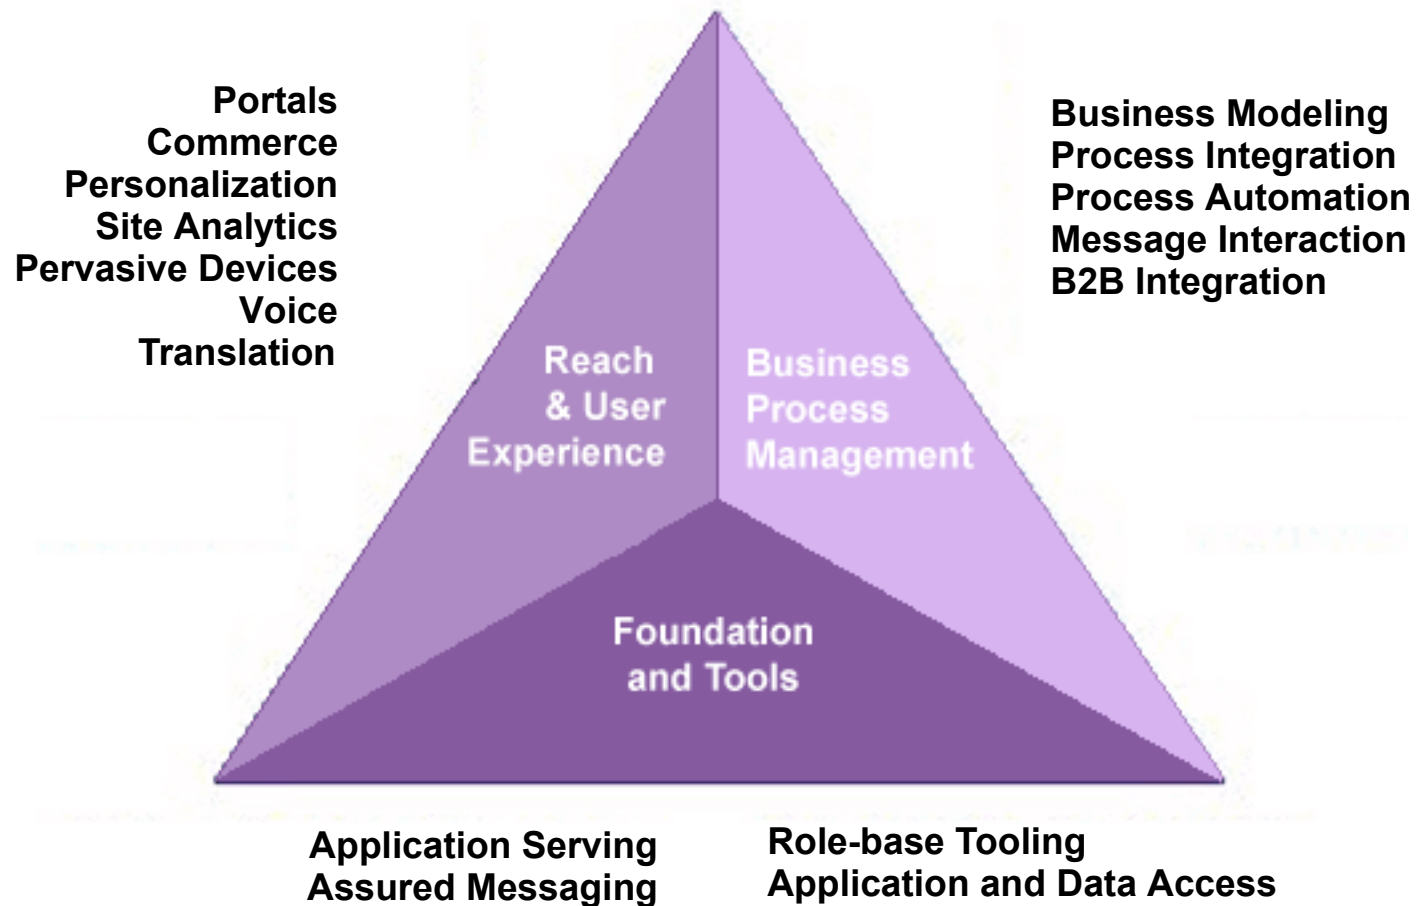 Portals
Commerce
Personalization
Site Analytics
Pervasive Devices
Voice
Translation
Business Modeling
Process Integration
Process Automation
Message Interaction
B2B Integration
Reach
& User
Experience
Business
Process
Management
Foundation
and Tools
Application Serving
Assured Messaging
Role-base Tooling
Application and Data Access